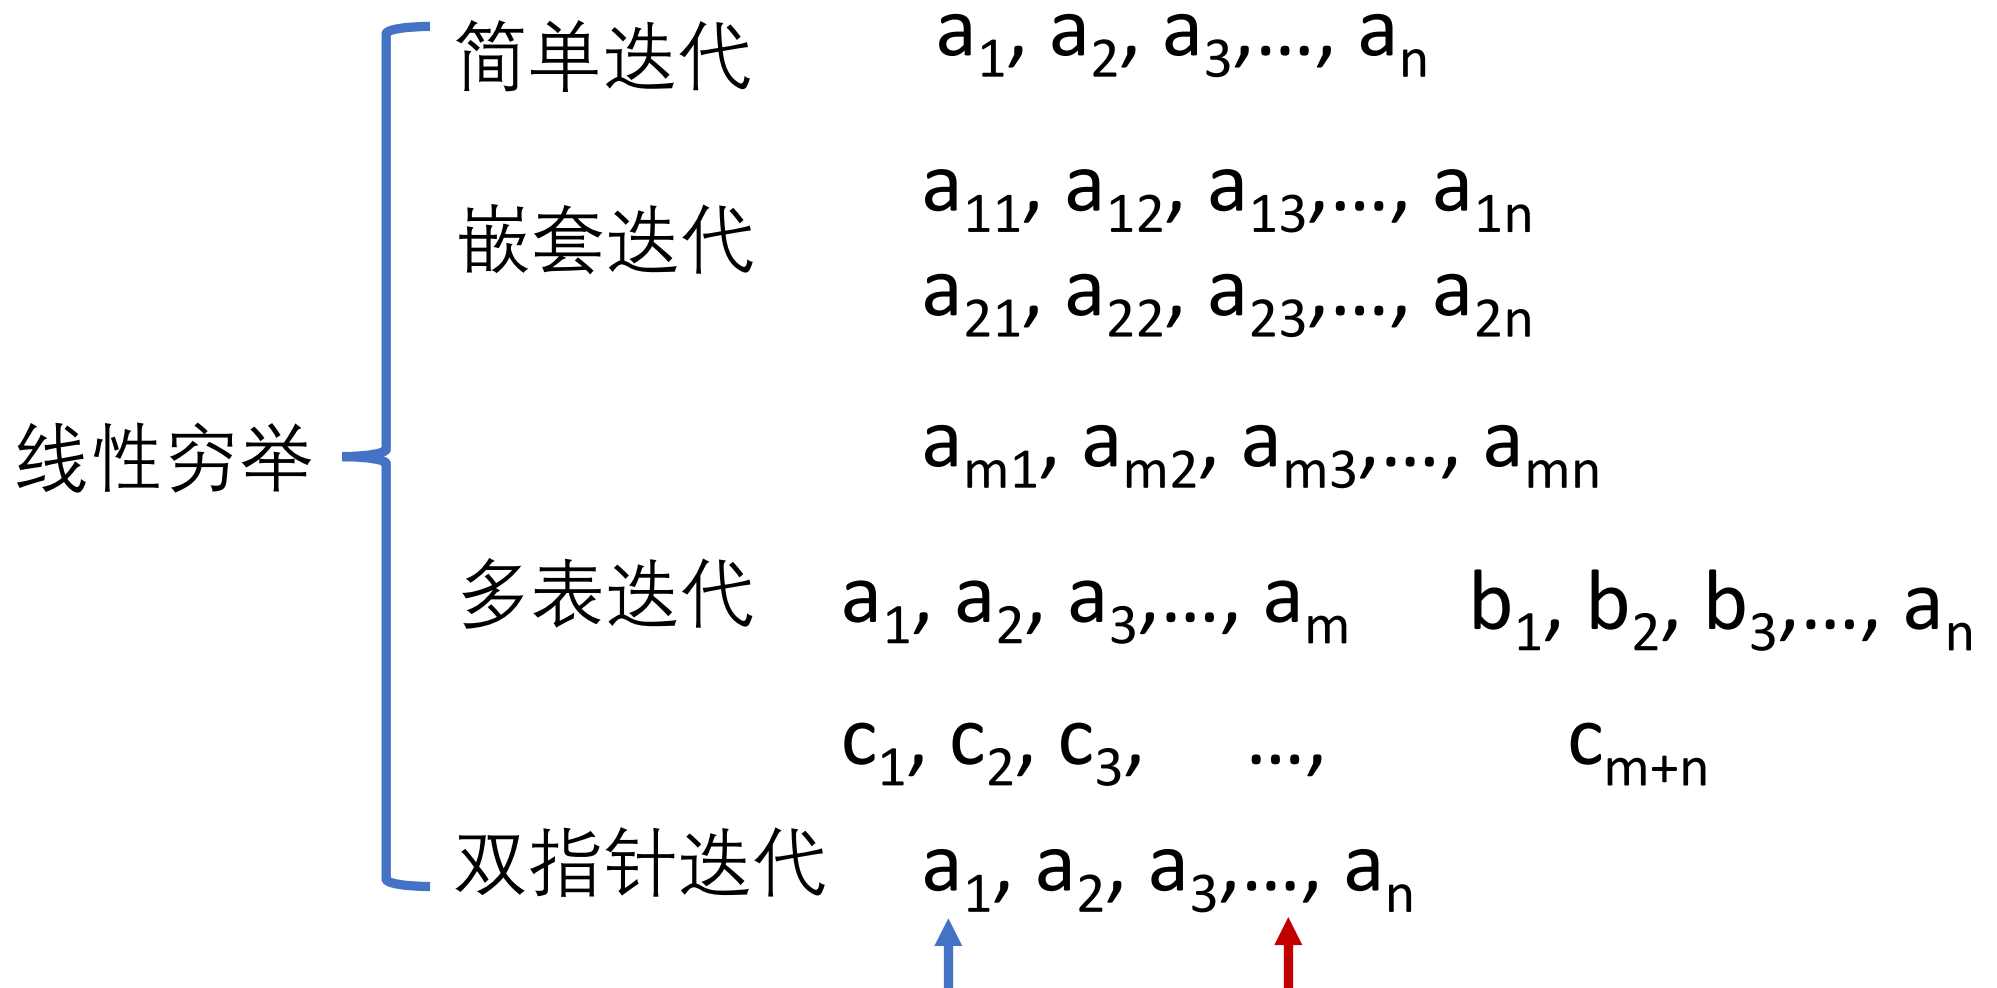 简单迭代 a1, a2, a3,..., an
嵌套迭代 a11, a12, a13,..., a1n
a21, a22, a23,..., a2n
线性穷举
am1, am2, am3,..., amn
多表迭代 a1, a2, a3,..., am b1, b2, b3,..., an
c1, c2, c3, ..., cm+n
双指针迭代 a1, a2, a3,..., an